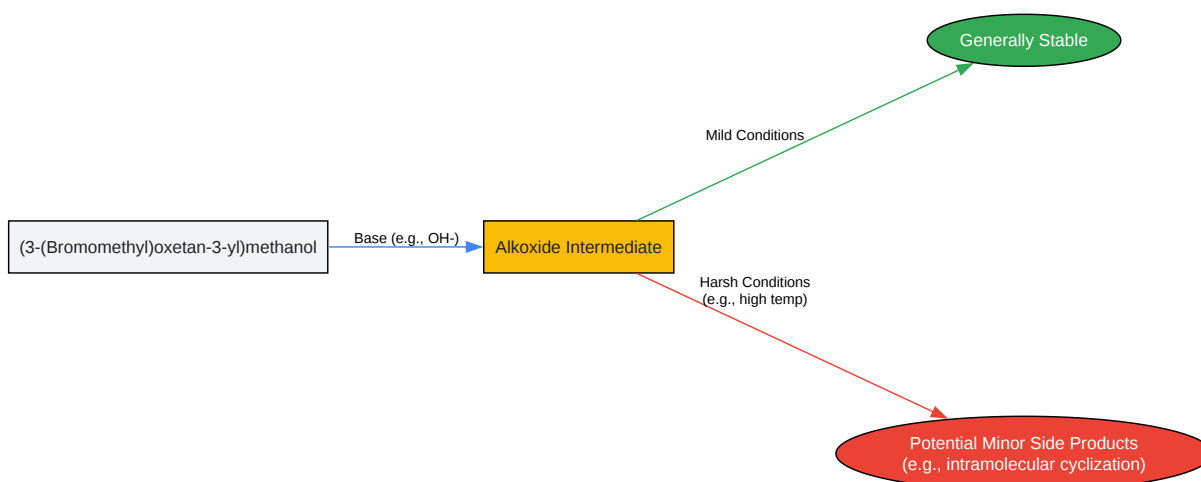 Generally Stable
Mild Conditions
(3-(Bromomethyl)oxetan-3-yl)methanol
Base (e.g., OH-)
Alkoxide Intermediate
Harsh Conditions
(e.g., high temp)
Potential Minor Side Products
(e.g., intramolecular cyclization)